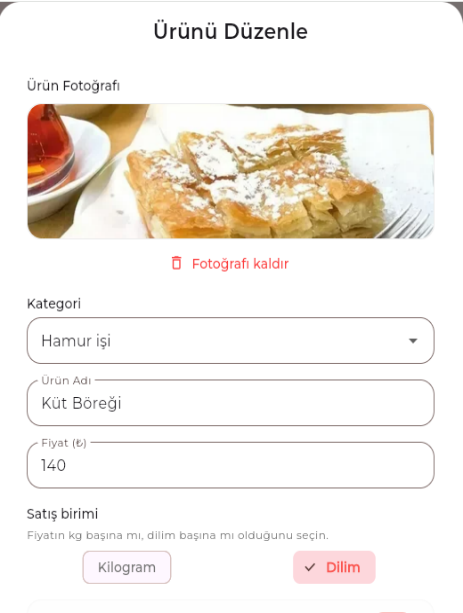 Ürünü Düzenle
Ürün Fotoğrafı
Fotoğrafı kaldır
Kategori
Hamur işi
Ürün Adı
Küt Böreği
Fiyat (₺)
140
Satış birimi
Fiyatın kg başına mı, dilim başına mı olduğunu seçin.
Kilogram
Dilim